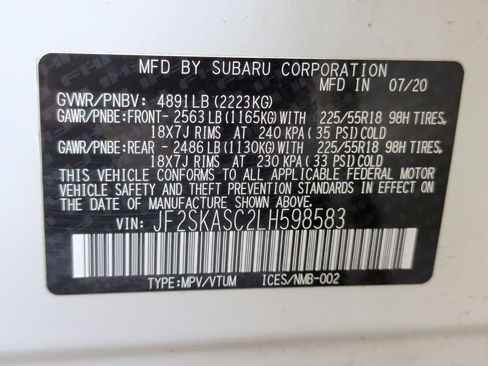 MFD BY SUBARU CORPORATION
MFD IN 07/20
GVWR/PNBV: 4891LB (2223KG)
GAWR/PNBE:FRONT- 2563 LB (1165KG) WITH 225/55R18 98H TIRES,
18X7J RIMS AT 240 KPA (35 PSI) COLD
GAWR/PNBE:REAR - 2486 LB (1130KG) WITH 225/55R18 98H TIRES,
18X7J RIMS AT 230 KPA (33 PSI) COLD
THIS VEHICLE CONFORMS TO ALL APPLICABLE FEDERAL MOTOR
VEHICLE SAFETY AND THEFT PREVENTION STANDARDS IN EFFECT
ON THE DATE OF MANUFACTURE SHOWN ABOVE.
VIN: JF2SKASC2LH598583
TYPE:MPV/VTUM ICES/NMB-002